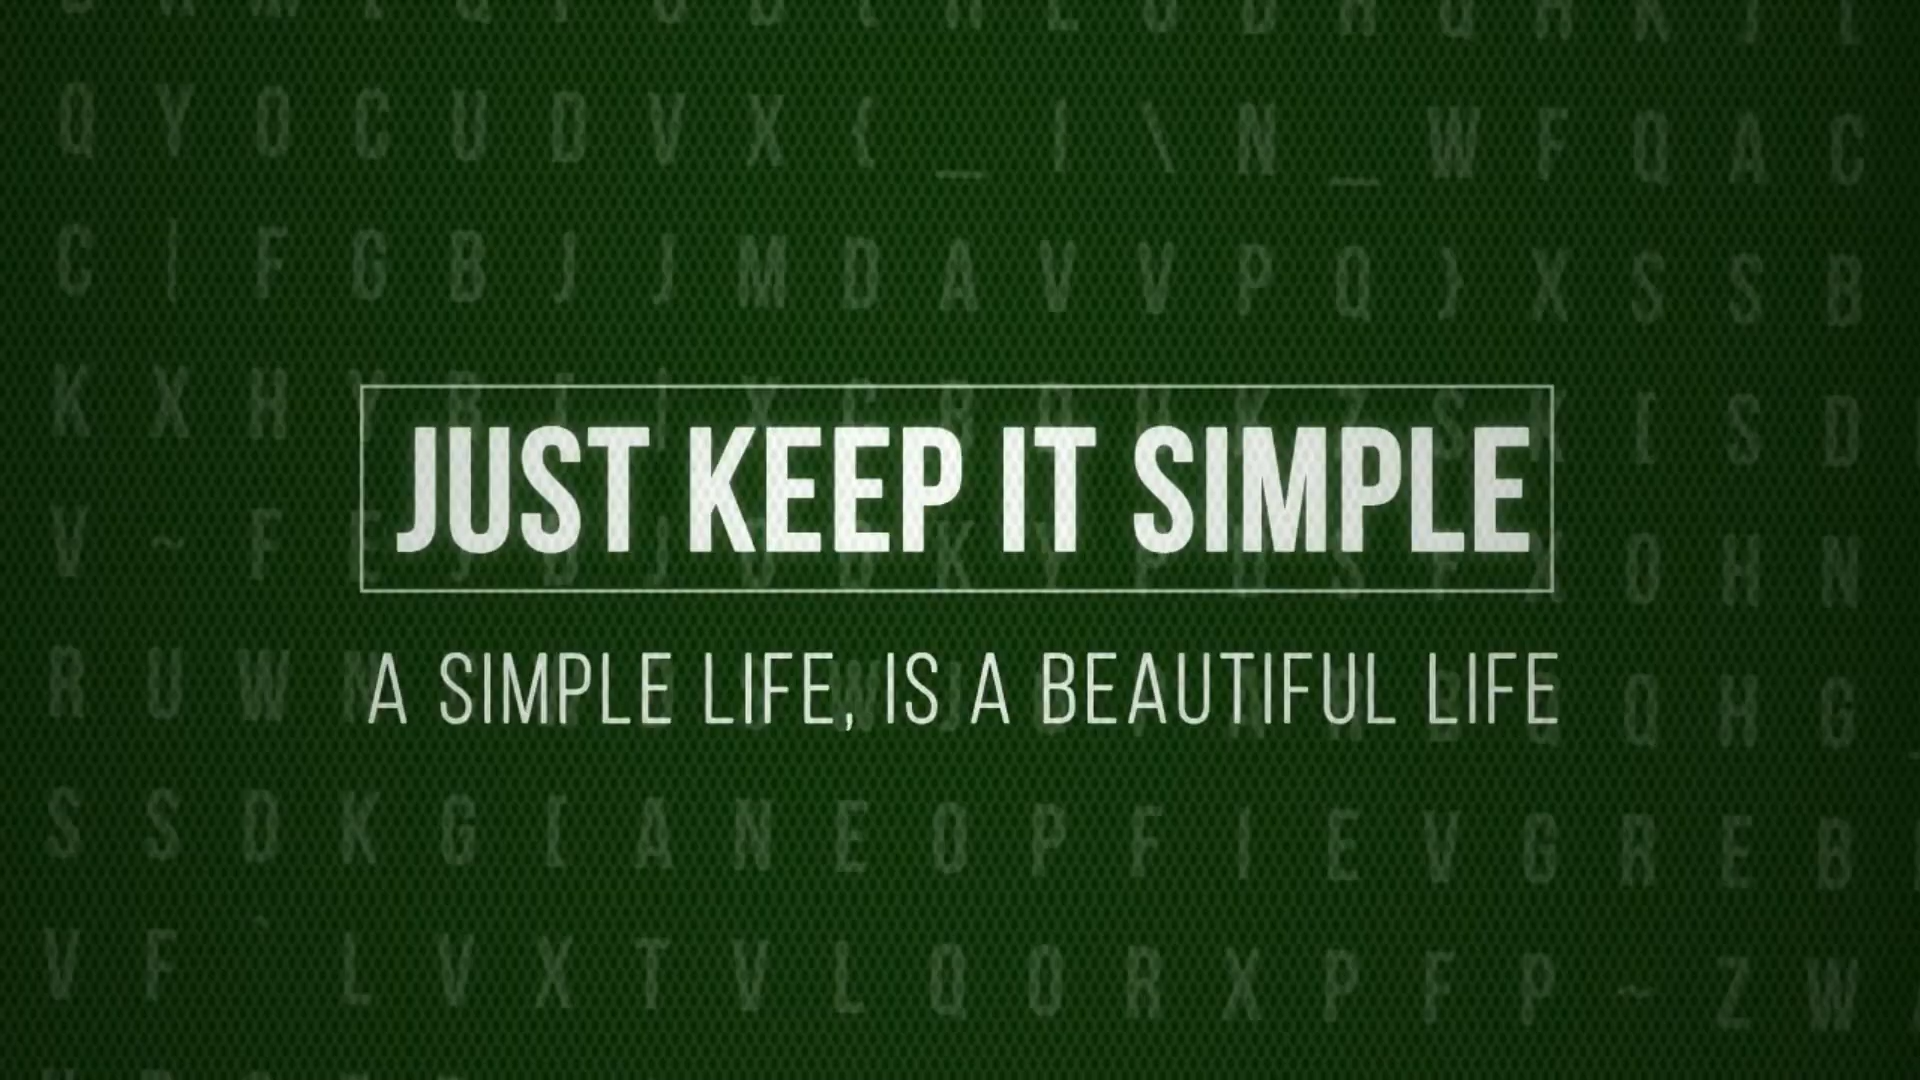 Q Y O C U D V X { _ | \ N _ W F Q A C
C | F G B J J M D A V V P Q } X S S B
K X H
JUST KEEP IT SIMPLE
[ S D
V ~ F
O H N
R U W
A SIMPLE LIFE, IS A BEAUTIFUL LIFE
Q H G
S S D K G [ A N E O P F I E V G R E B
V F ` L V X T V L Q O R X P F P ~ Z W